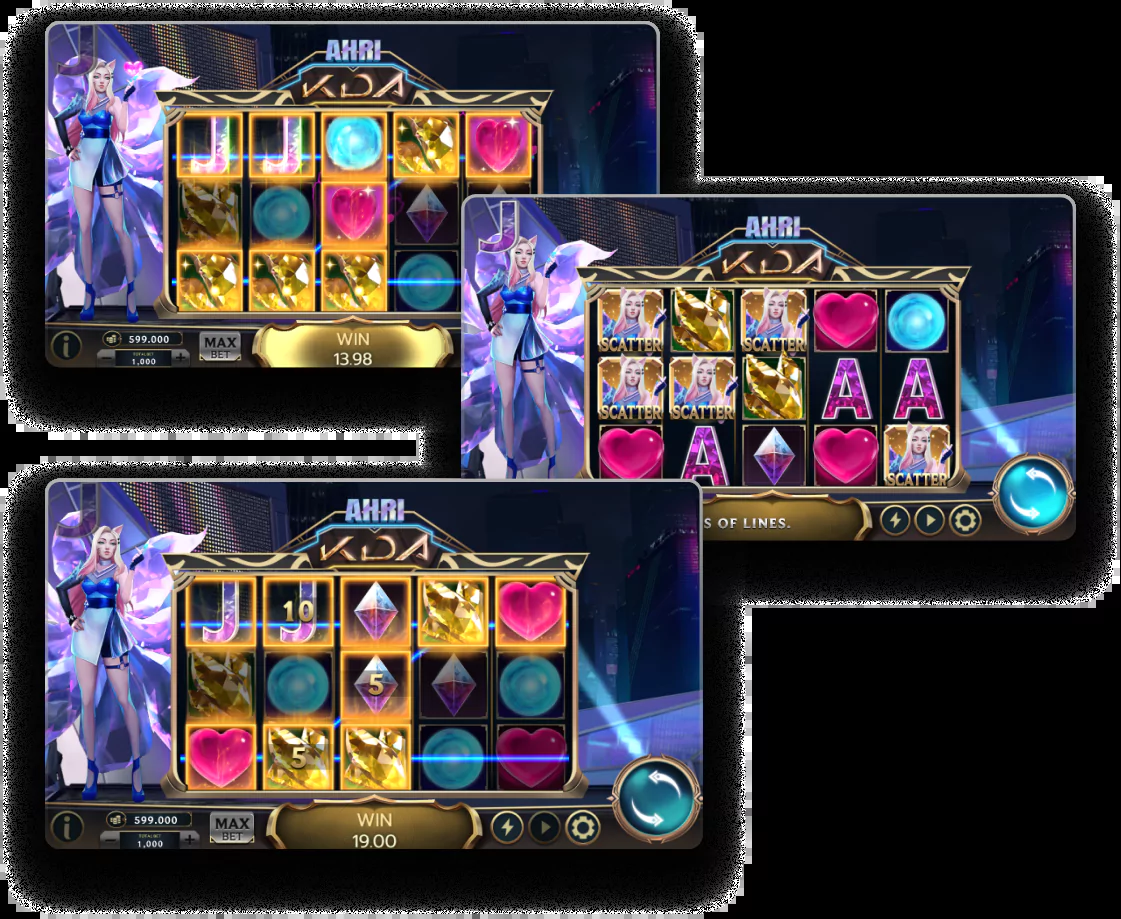 AHRI
KDA
J
J
599.000
TOTAL BET
1,000
MAX
BET
WIN
13.98
J
AHRI
KDA
SCATTER
SCATTER
SCATTER
SCATTER
A
A
A
SCATTER
S OF LINES.
AHRI
KDA
J
J
10
5
5
599.000
TOTAL BET
1,000
MAX
BET
WIN
19.00